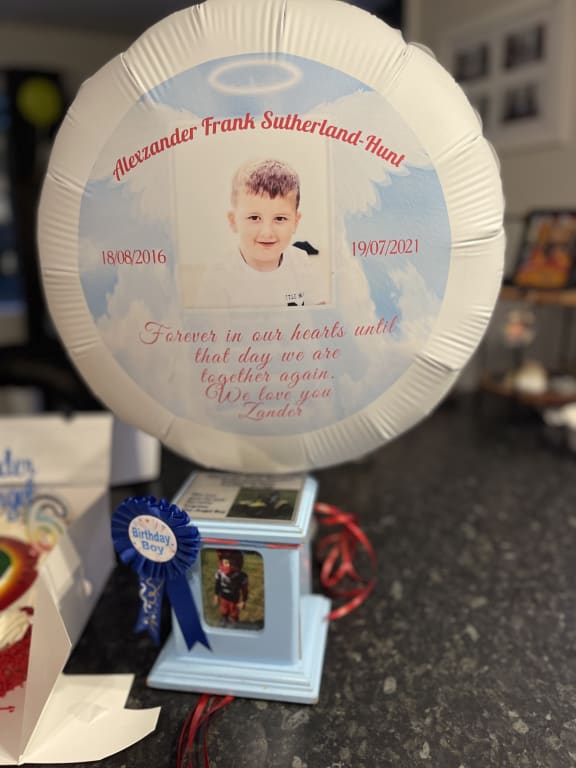 Alexzander Frank Sutherland-Hunt
18/08/2016
19/07/2021
Forever in our hearts until
that day we are
together again.
We love you
Zander
Birthday
Boy